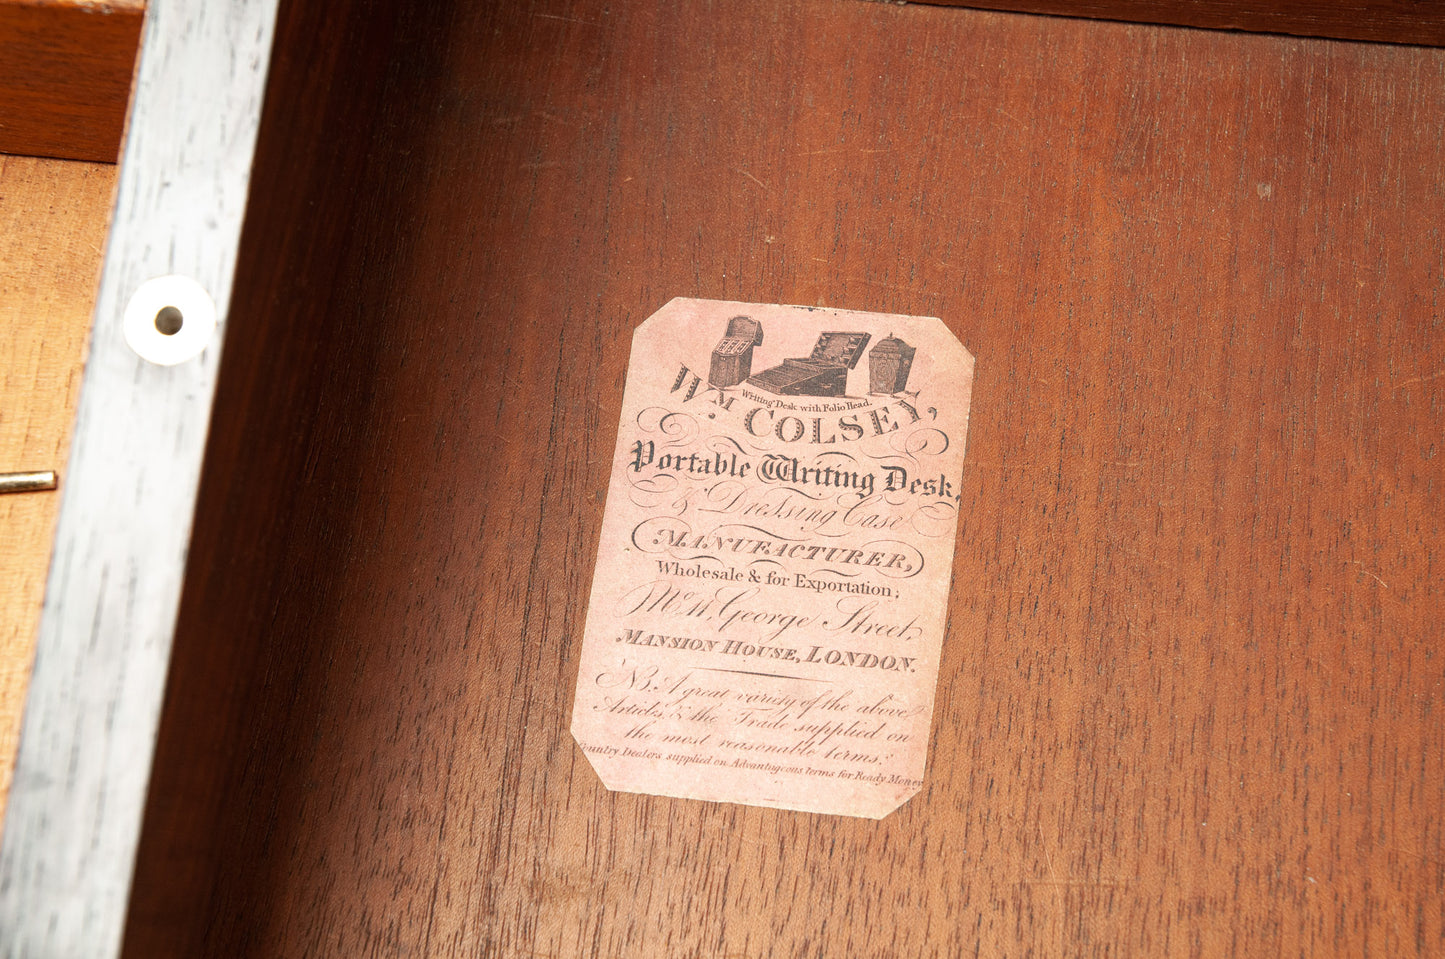 Writing Desk with Folio Head.
Wm. COLSEY,
Portable Writing Desk,
& Dressing Case
MANUFACTURER,
Wholesale & for Exportation;
No. 11, George Street,
MANSION HOUSE, LONDON.
NB. A great variety of the above
Articles, & the Trade supplied on
the most reasonable terms.
Country Dealers supplied on Advantageous terms for Ready Money